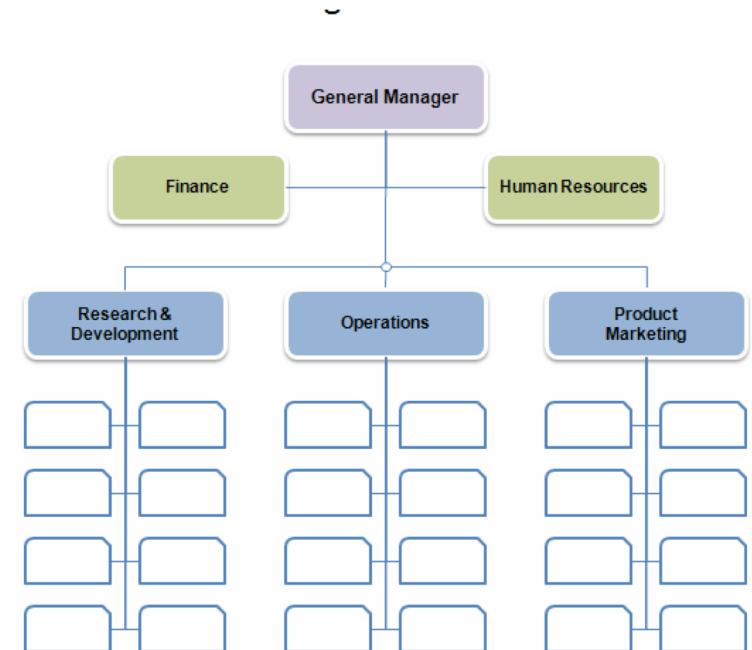 General Manager
Finance
Human Resources
Research &
Development
Operations
Product
Marketing